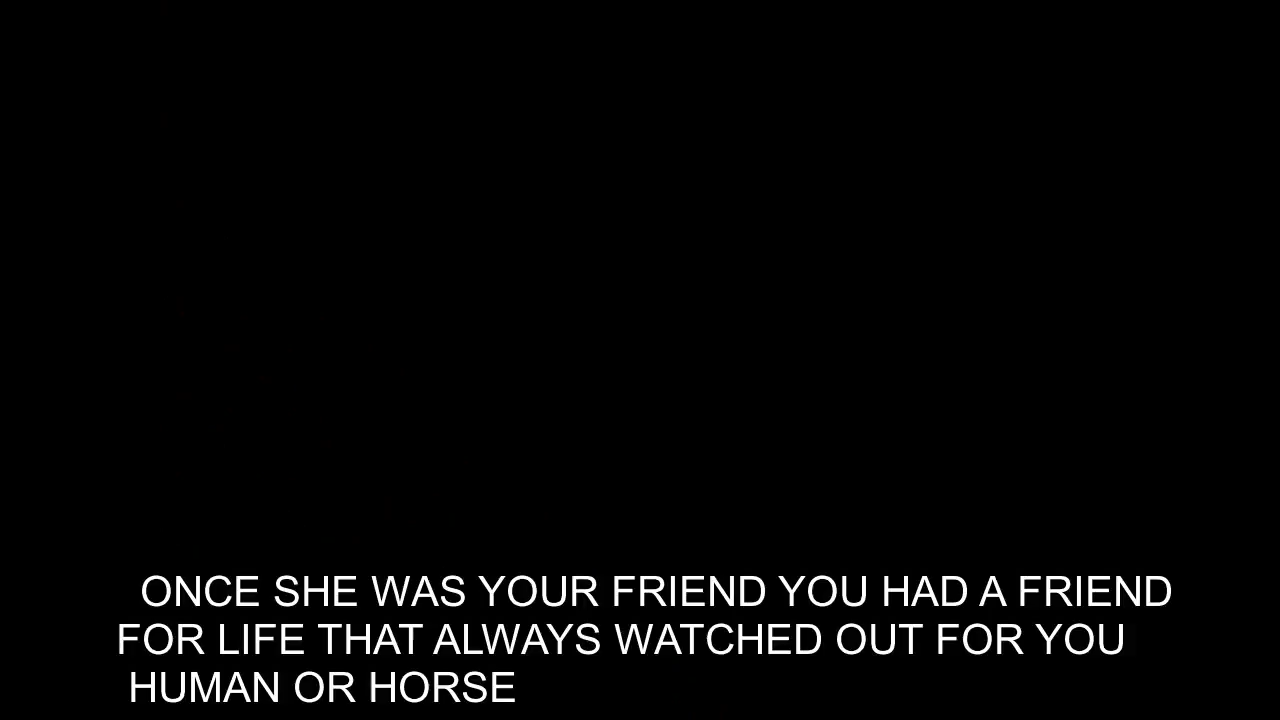 ONCE SHE WAS YOUR FRIEND YOU HAD A FRIEND
FOR LIFE THAT ALWAYS WATCHED OUT FOR YOU
HUMAN OR HORSE